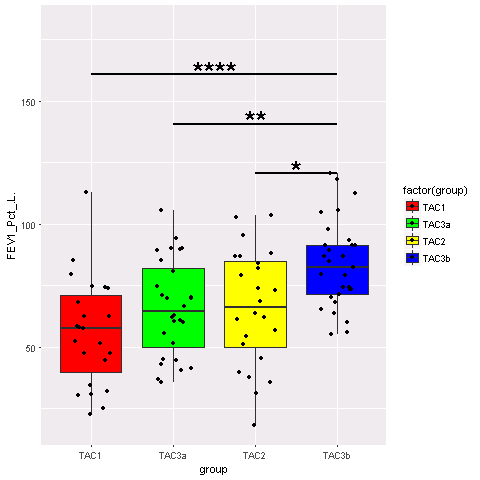 ****
**
*
150
100
50
FEV1_Pct_L.
TAC1
TAC3a
TAC2
TAC3b
group
factor(group)
TAC1
TAC3a
TAC2
TAC3b